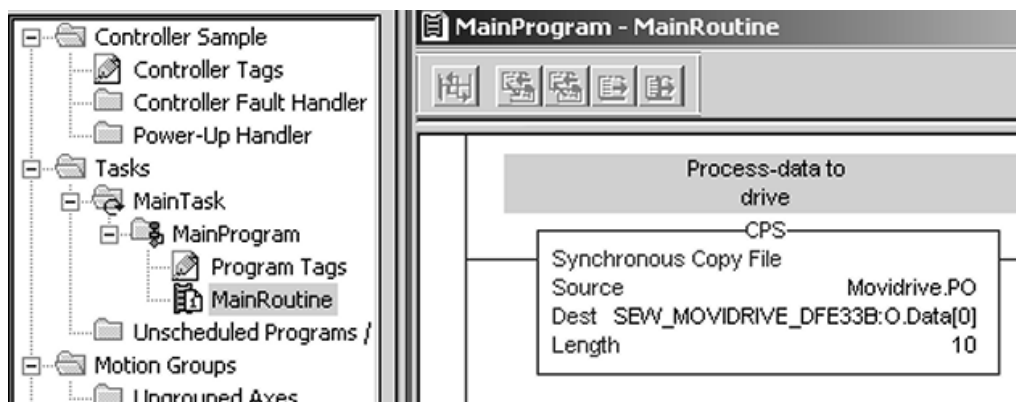 Controller Sample
Controller Tags
Controller Fault Handler
Power-Up Handler
Tasks
MainTask
MainProgram
Program Tags
MainRoutine
Unscheduled Programs /
Motion Groups
Ungrouped Axes
MainProgram - MainRoutine
Process-data to
drive
CPS
Synchronous Copy File
Source Movidrive.PO
Dest SEW_MOVIDRIVE_DFE33B:O.Data[0]
Length 10